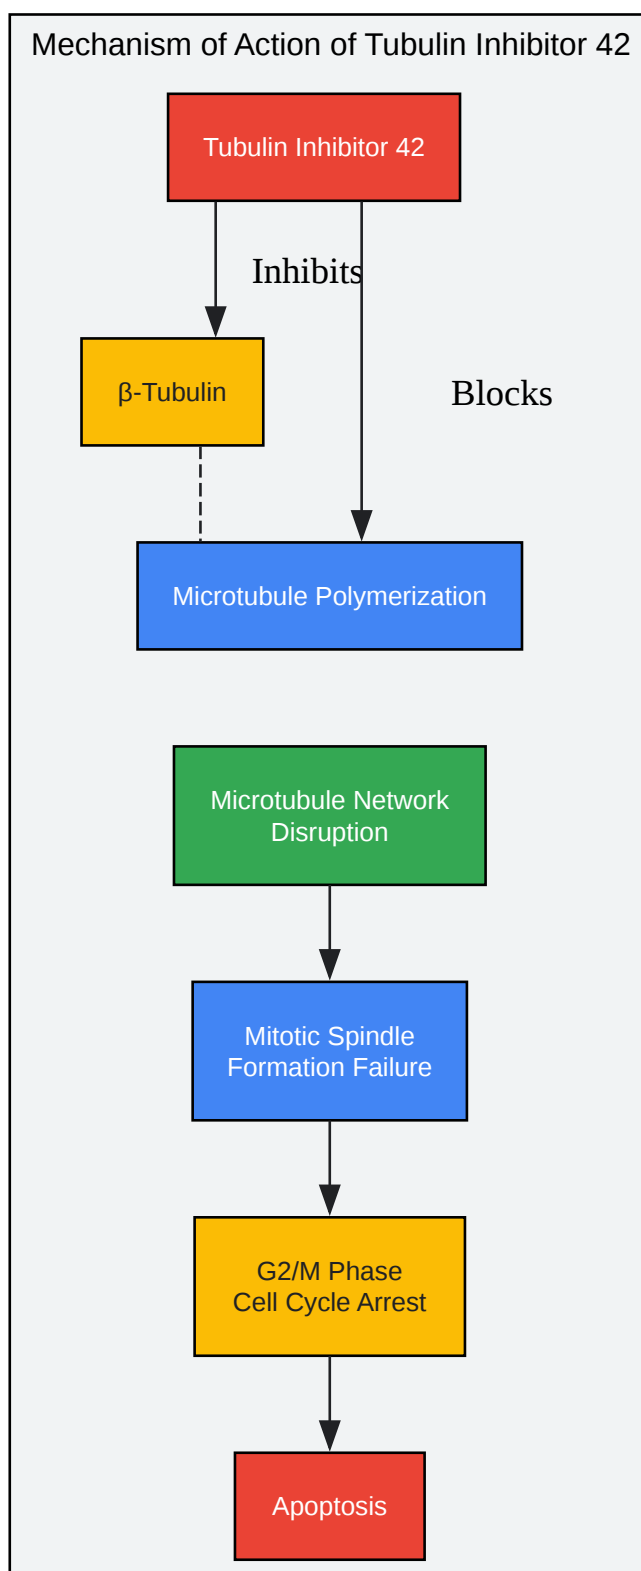 Mechanism of Action of Tubulin Inhibitor 42
Tubulin Inhibitor 42
Inhibits
β-Tubulin
Blocks
Microtubule Polymerization
Microtubule Network
Disruption
Mitotic Spindle
Formation Failure
G2/M Phase
Cell Cycle Arrest
Apoptosis